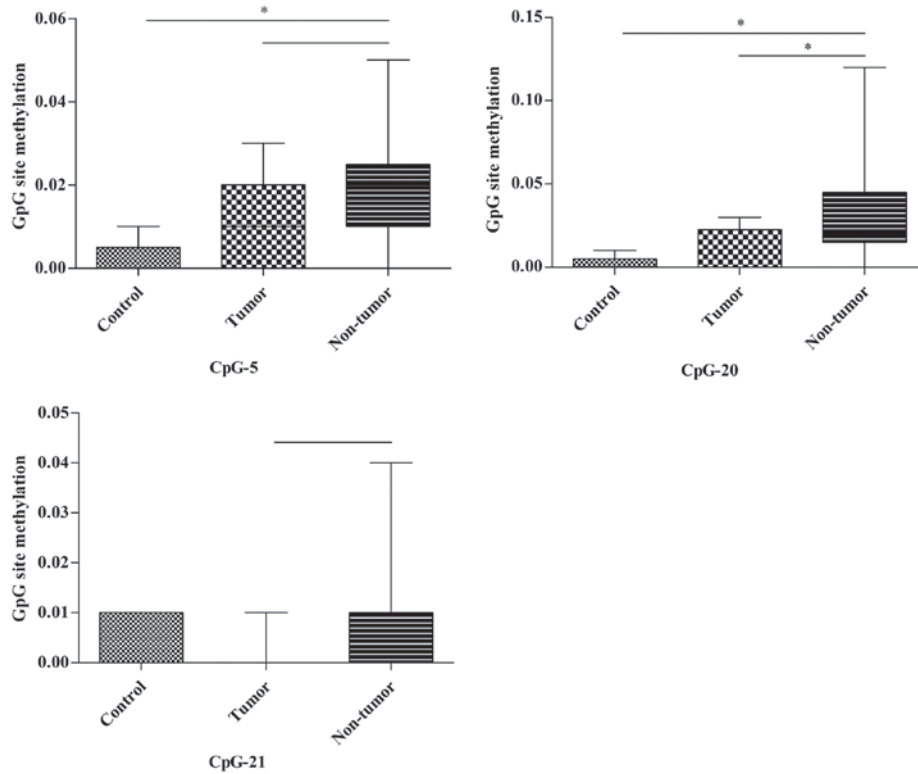 *
0.06
0.04
0.02
0.00
GpG site methylation
Control
Tumor
Non-tumor
CpG-5
*
*
0.15
0.10
0.05
0.00
GpG site methylation
Control
Tumor
Non-tumor
CpG-20
0.05
0.04
0.03
0.02
0.01
0.00
GpG site methylation
Control
Tumor
Non-tumor
CpG-21